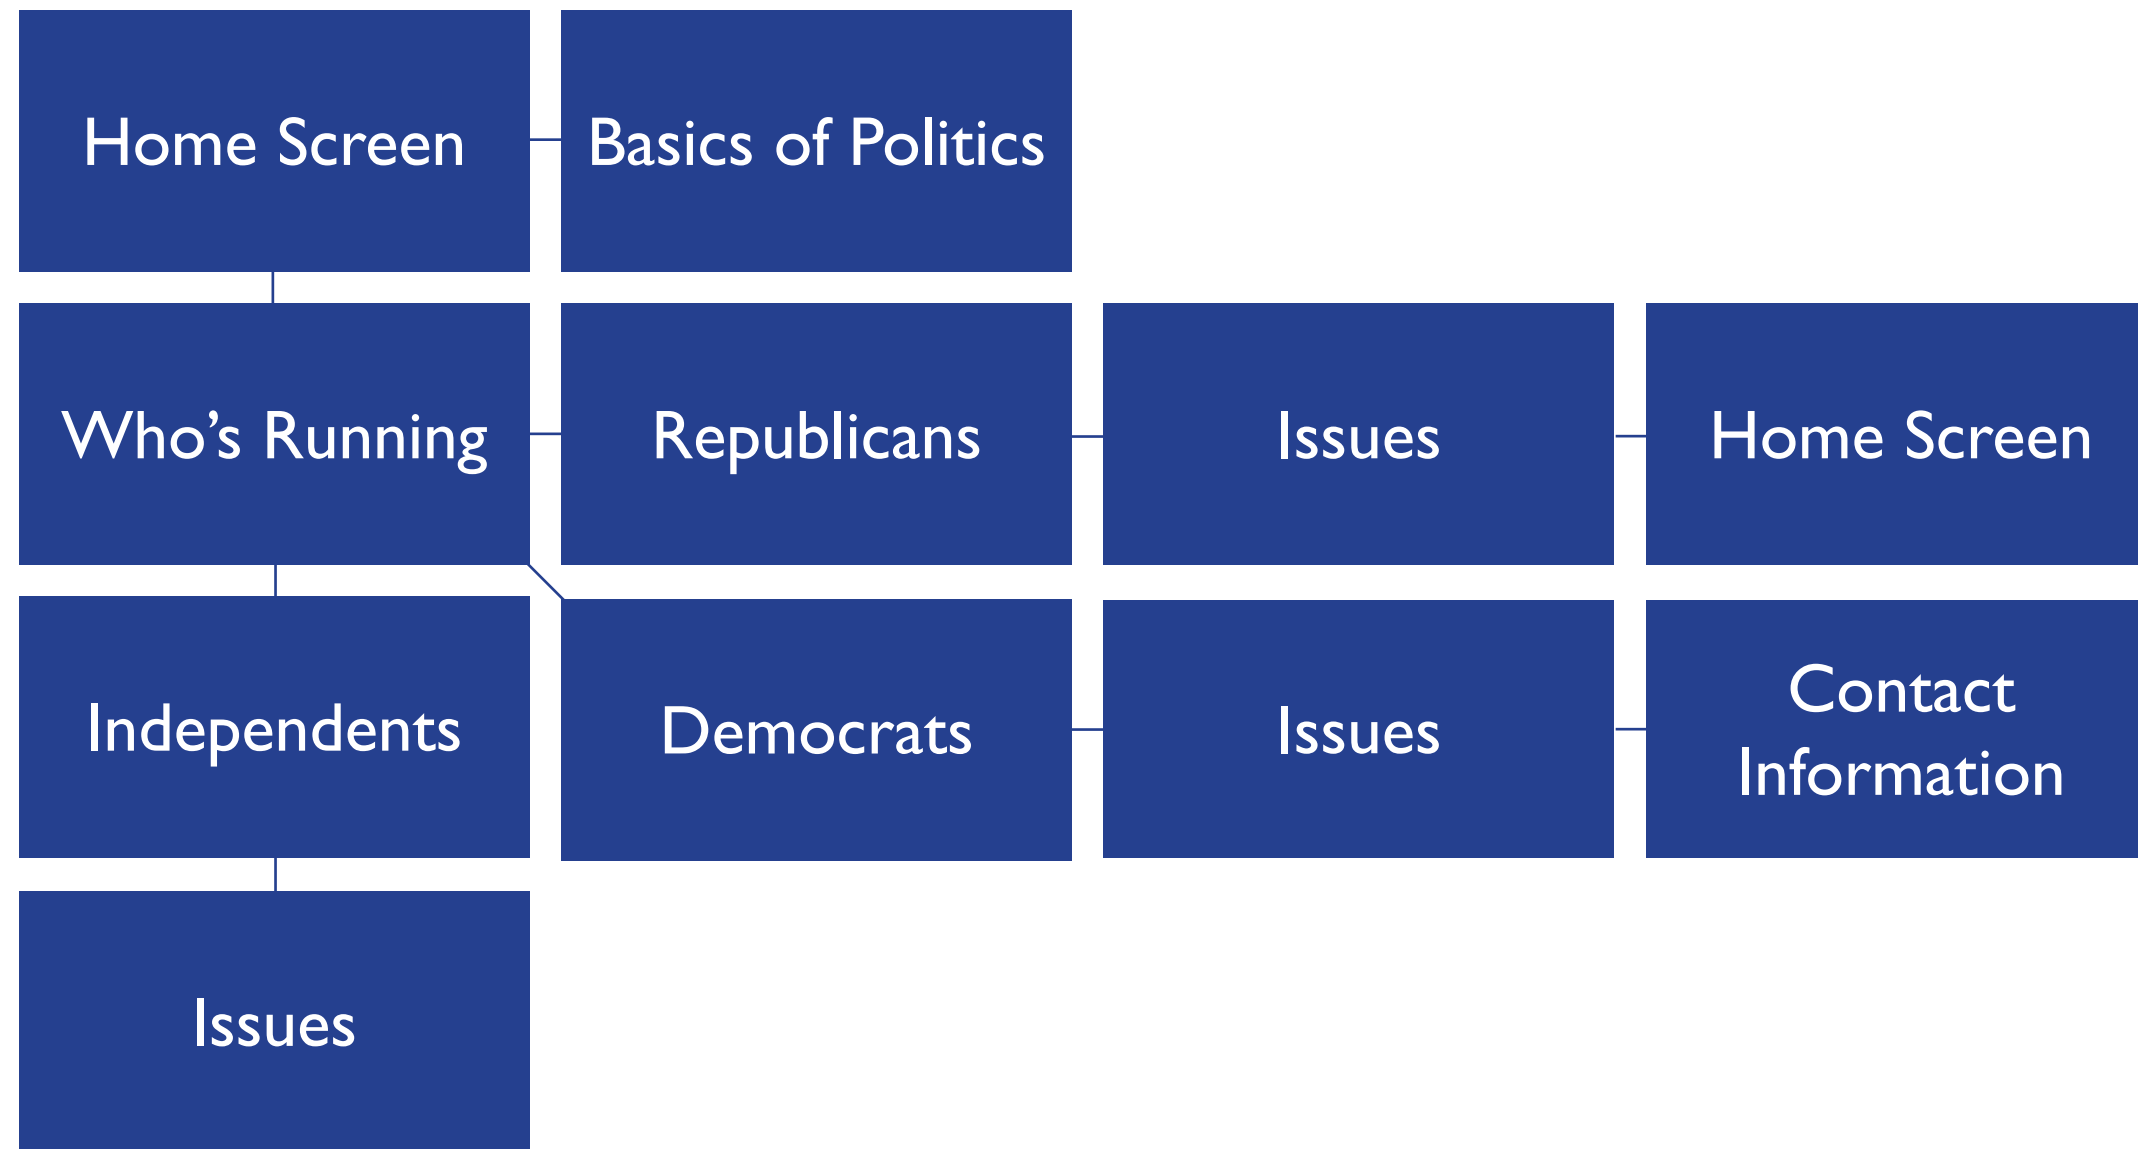 Home Screen
Basics of Politics
Who’s Running
Republicans
Issues
Home Screen
Independents
Democrats
Issues
Contact
Information
Issues